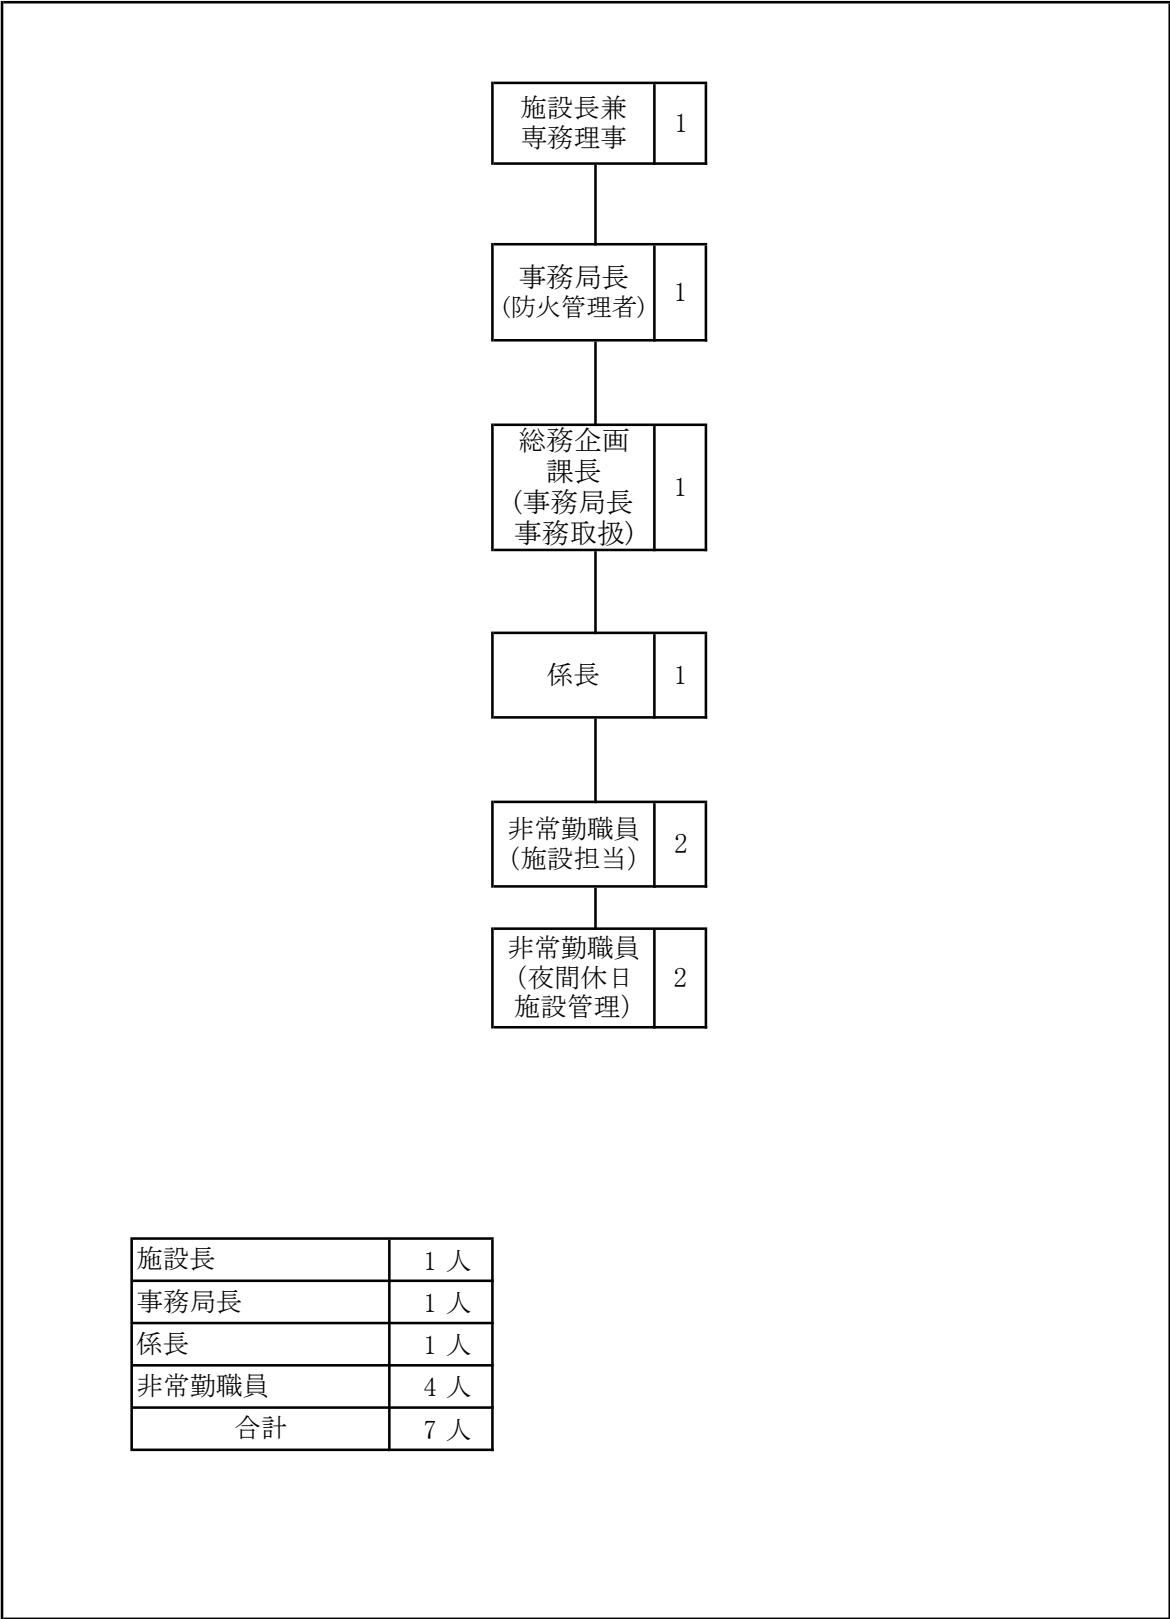 施設長兼
専務理事
1
事務局長
(防火管理者)
1
総務企画
課長
(事務局長
事務取扱)
1
係長
1
非常勤職員
(施設担当)
2
非常勤職員
(夜間休日
施設管理)
2
施設長 1 人
事務局長 1 人
係長 1 人
非常勤職員 4 人
合計 7 人